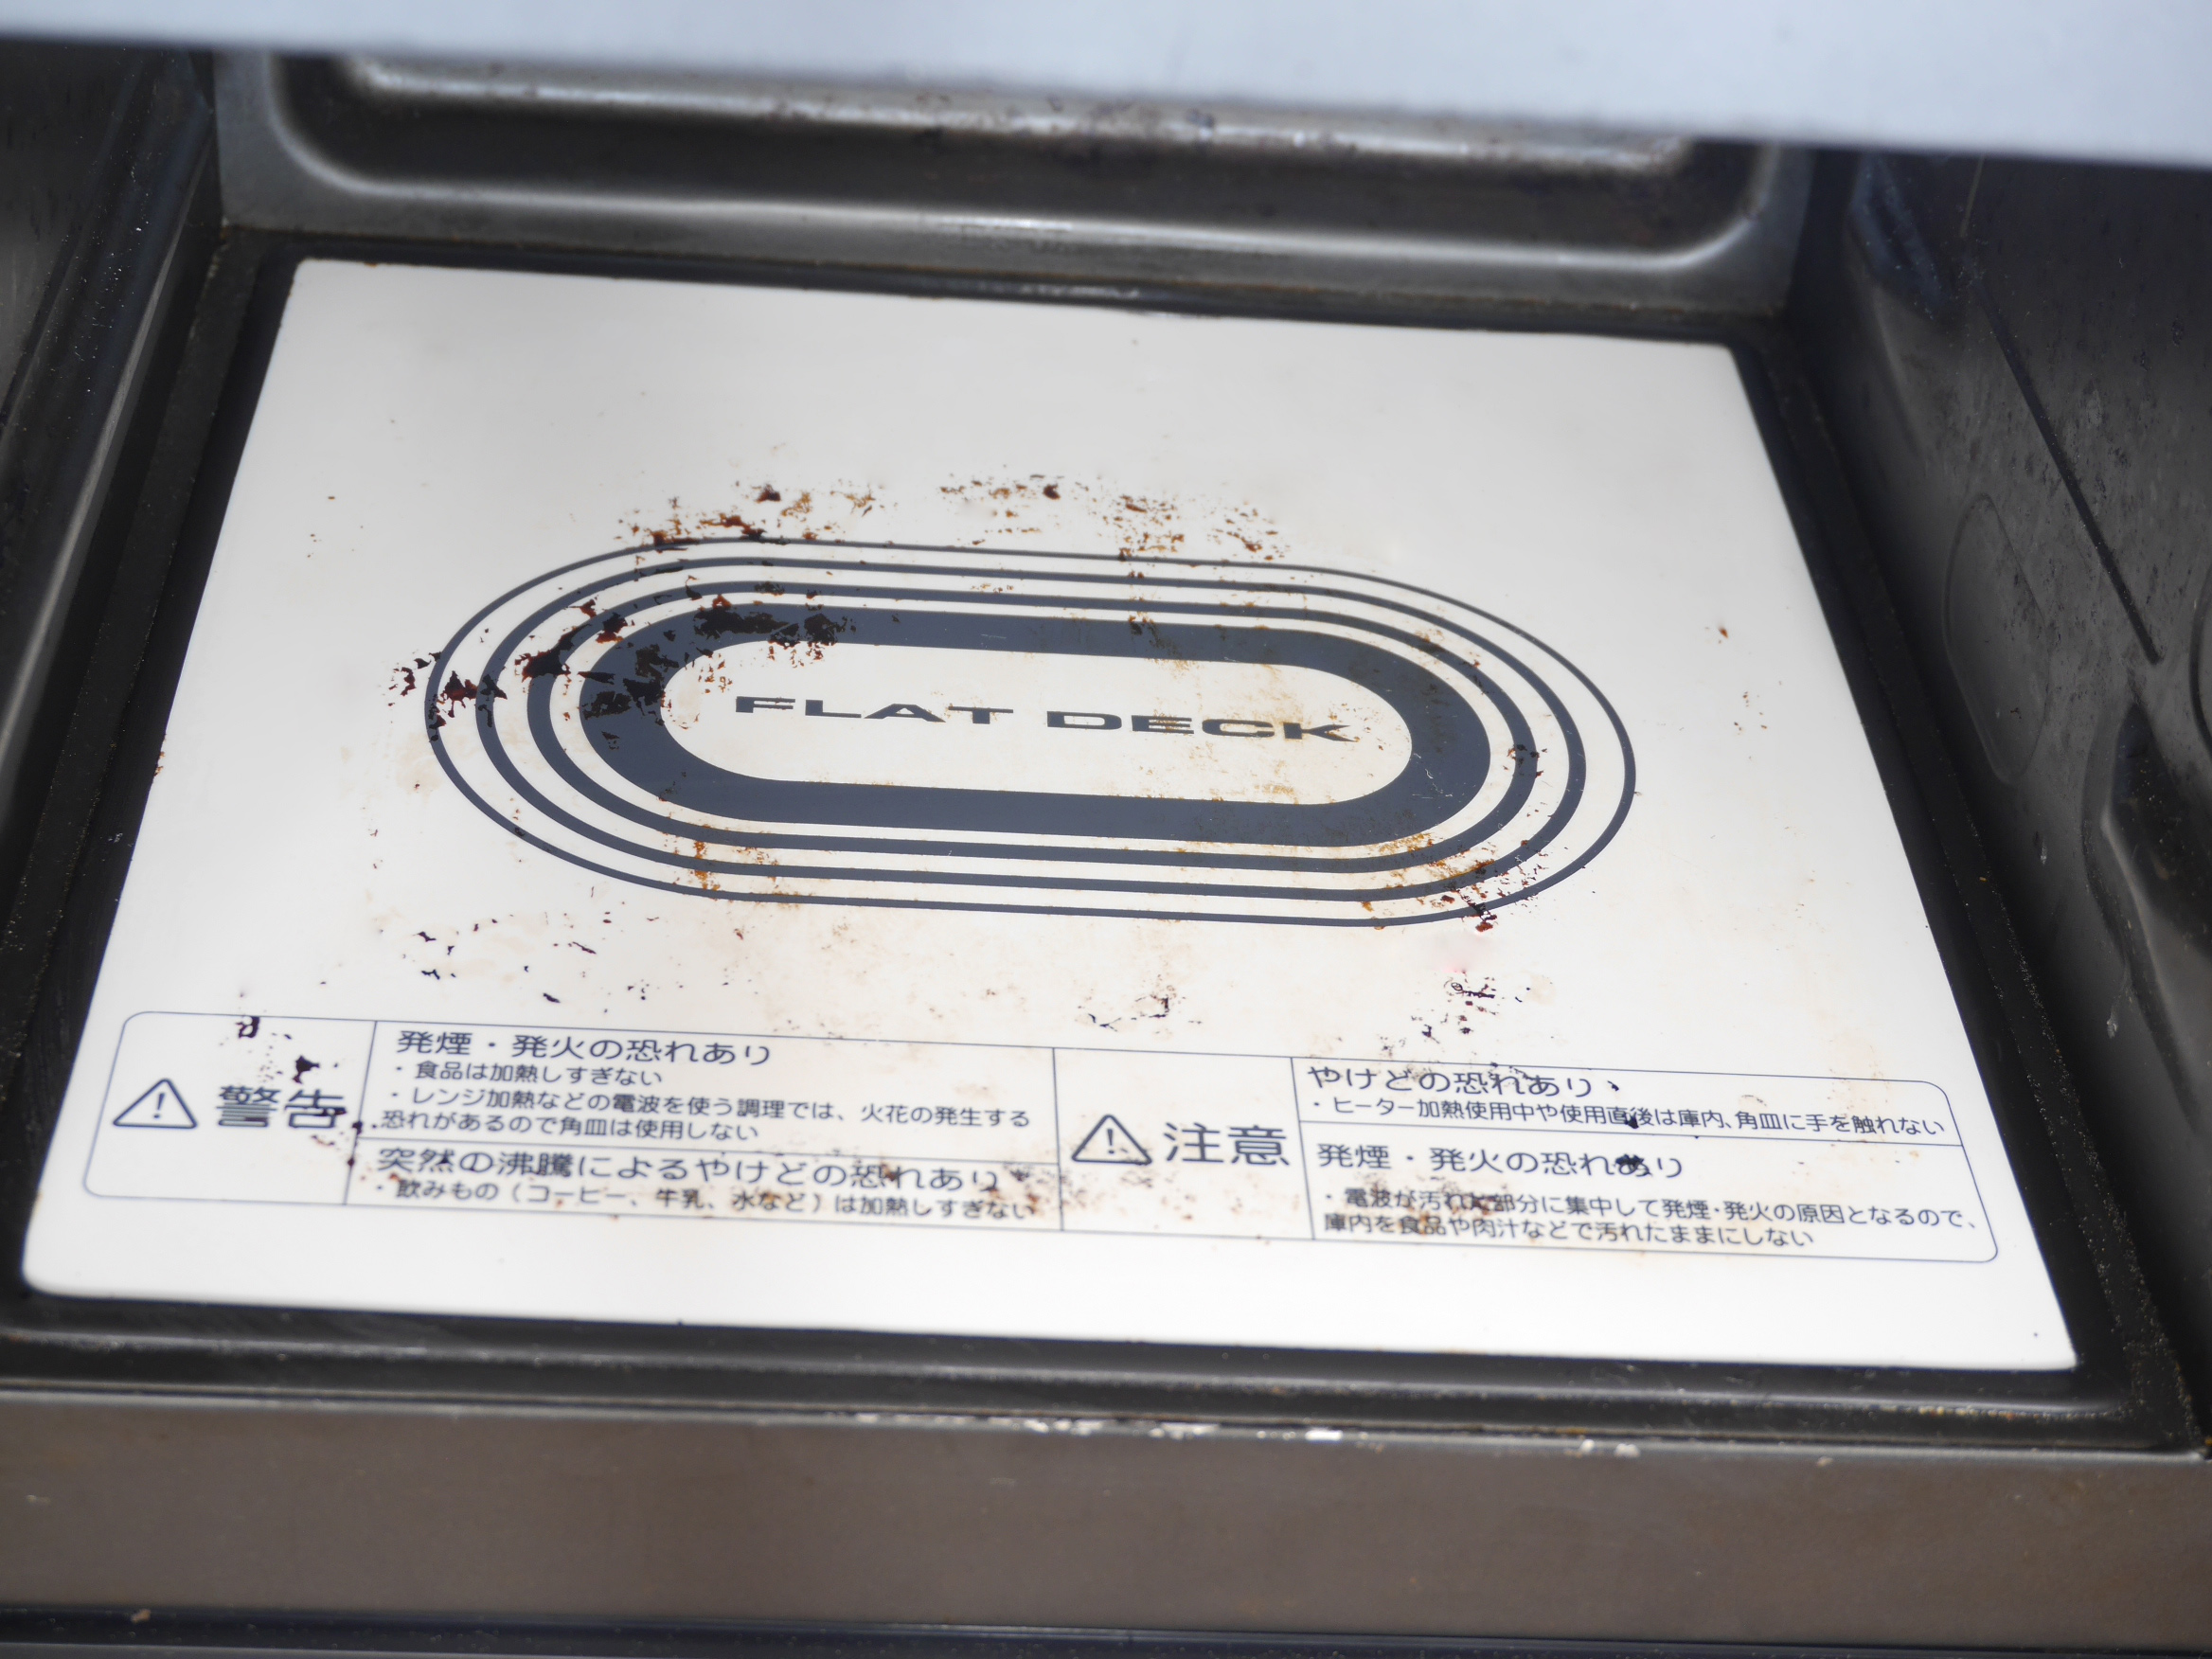 FLAT DECK
警告
発煙・発火の恐れあり
・食品は加熱しすぎない
・レンジ加熱などの電波を使う調理では、火花の発生する
恐れがあるので角皿は使用しない
突然の沸騰によるやけどの恐れあり
・飲みもの（コーヒー、牛乳、水など）は加熱しすぎない
注意
やけどの恐れあり
・ヒーター加熱使用中や使用直後は庫内、角皿に手を触れない
発煙・発火の恐れあり
・電波が汚れた部分に集中して発煙・発火の原因となるので、
庫内を食品や肉汁などで汚れたままにしない